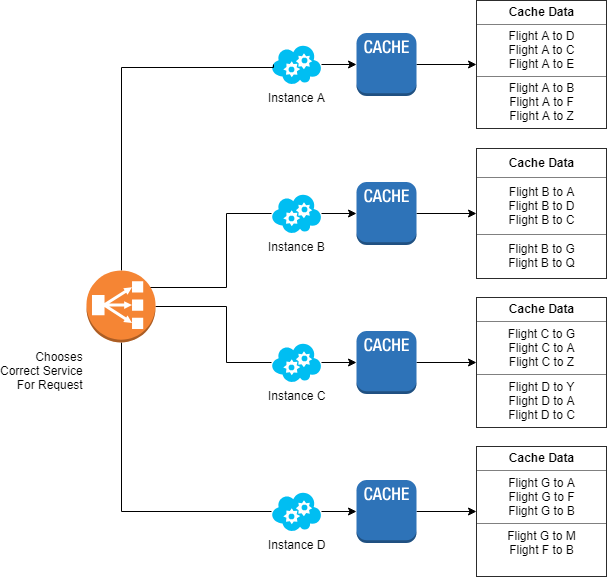 Cache Data
Flight A to D
Flight A to C
Flight A to E
Flight A to B
Flight A to F
Flight A to Z
CACHE
Instance A
Cache Data
Flight B to A
Flight B to D
Flight B to C
Flight B to G
Flight B to Q
CACHE
Instance B
Chooses
Correct Service
For Request
Cache Data
Flight C to G
Flight C to A
Flight C to Z
Flight D to Y
Flight D to A
Flight D to C
CACHE
Instance C
Cache Data
Flight G to A
Flight G to F
Flight G to B
Flight G to M
Flight F to B
CACHE
Instance D